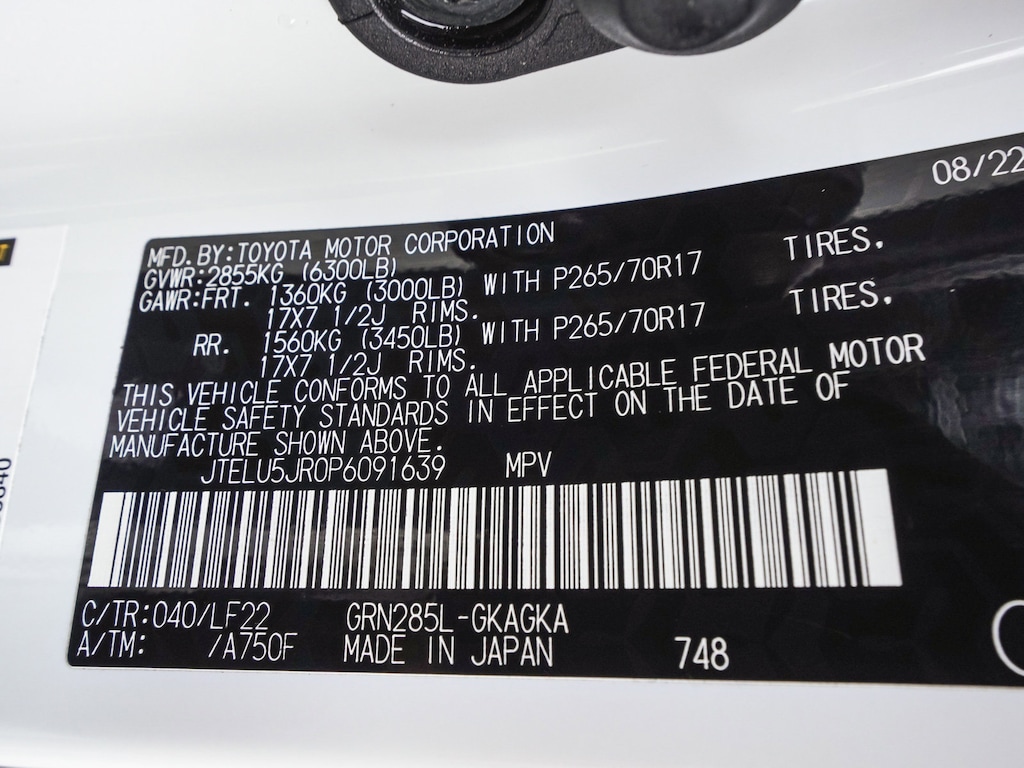 08/22
MFD. BY: TOYOTA MOTOR CORPORATION
GVWR: 2855KG (6300LB)
GAWR: FRT. 1360KG (3000LB) WITH P265/70R17 TIRES.
17X7 1/2J RIMS.
RR. 1560KG (3450LB) WITH P265/70R17 TIRES.
17X7 1/2J RIMS.
THIS VEHICLE CONFORMS TO ALL APPLICABLE FEDERAL MOTOR
VEHICLE SAFETY STANDARDS IN EFFECT ON THE DATE OF
MANUFACTURE SHOWN ABOVE.
JTELU5JR0P6091639 MPV
C/TR: 040/LF22 GRN285L-GKAGKA
A/TM: /A750F MADE IN JAPAN 748